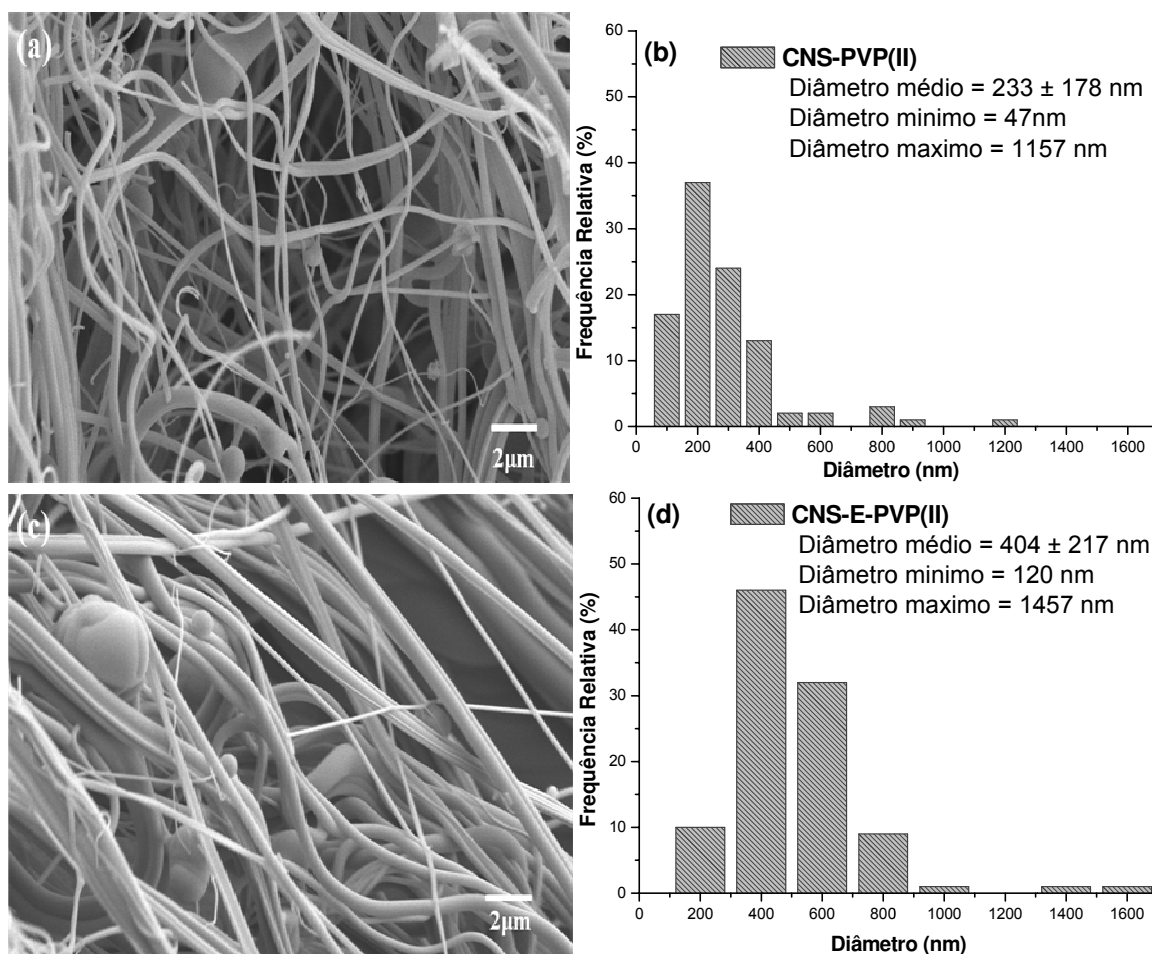 (a)
2μm
(b)
CNS-PVP(II)
Diâmetro médio = 233 ± 178 nm
Diâmetro minimo = 47nm
Diâmetro maximo = 1157 nm
Frequência Relativa (%)
60
50
40
30
20
10
0
0 200 400 600 800 1000 1200 1400 1600
Diâmetro (nm)
(c)
2μm
(d)
CNS-E-PVP(II)
Diâmetro médio = 404 ± 217 nm
Diâmetro minimo = 120 nm
Diâmetro maximo = 1457 nm
Frequência Relativa (%)
60
50
40
30
20
10
0
0 200 400 600 800 1000 1200 1400 1600
Diâmetro (nm)